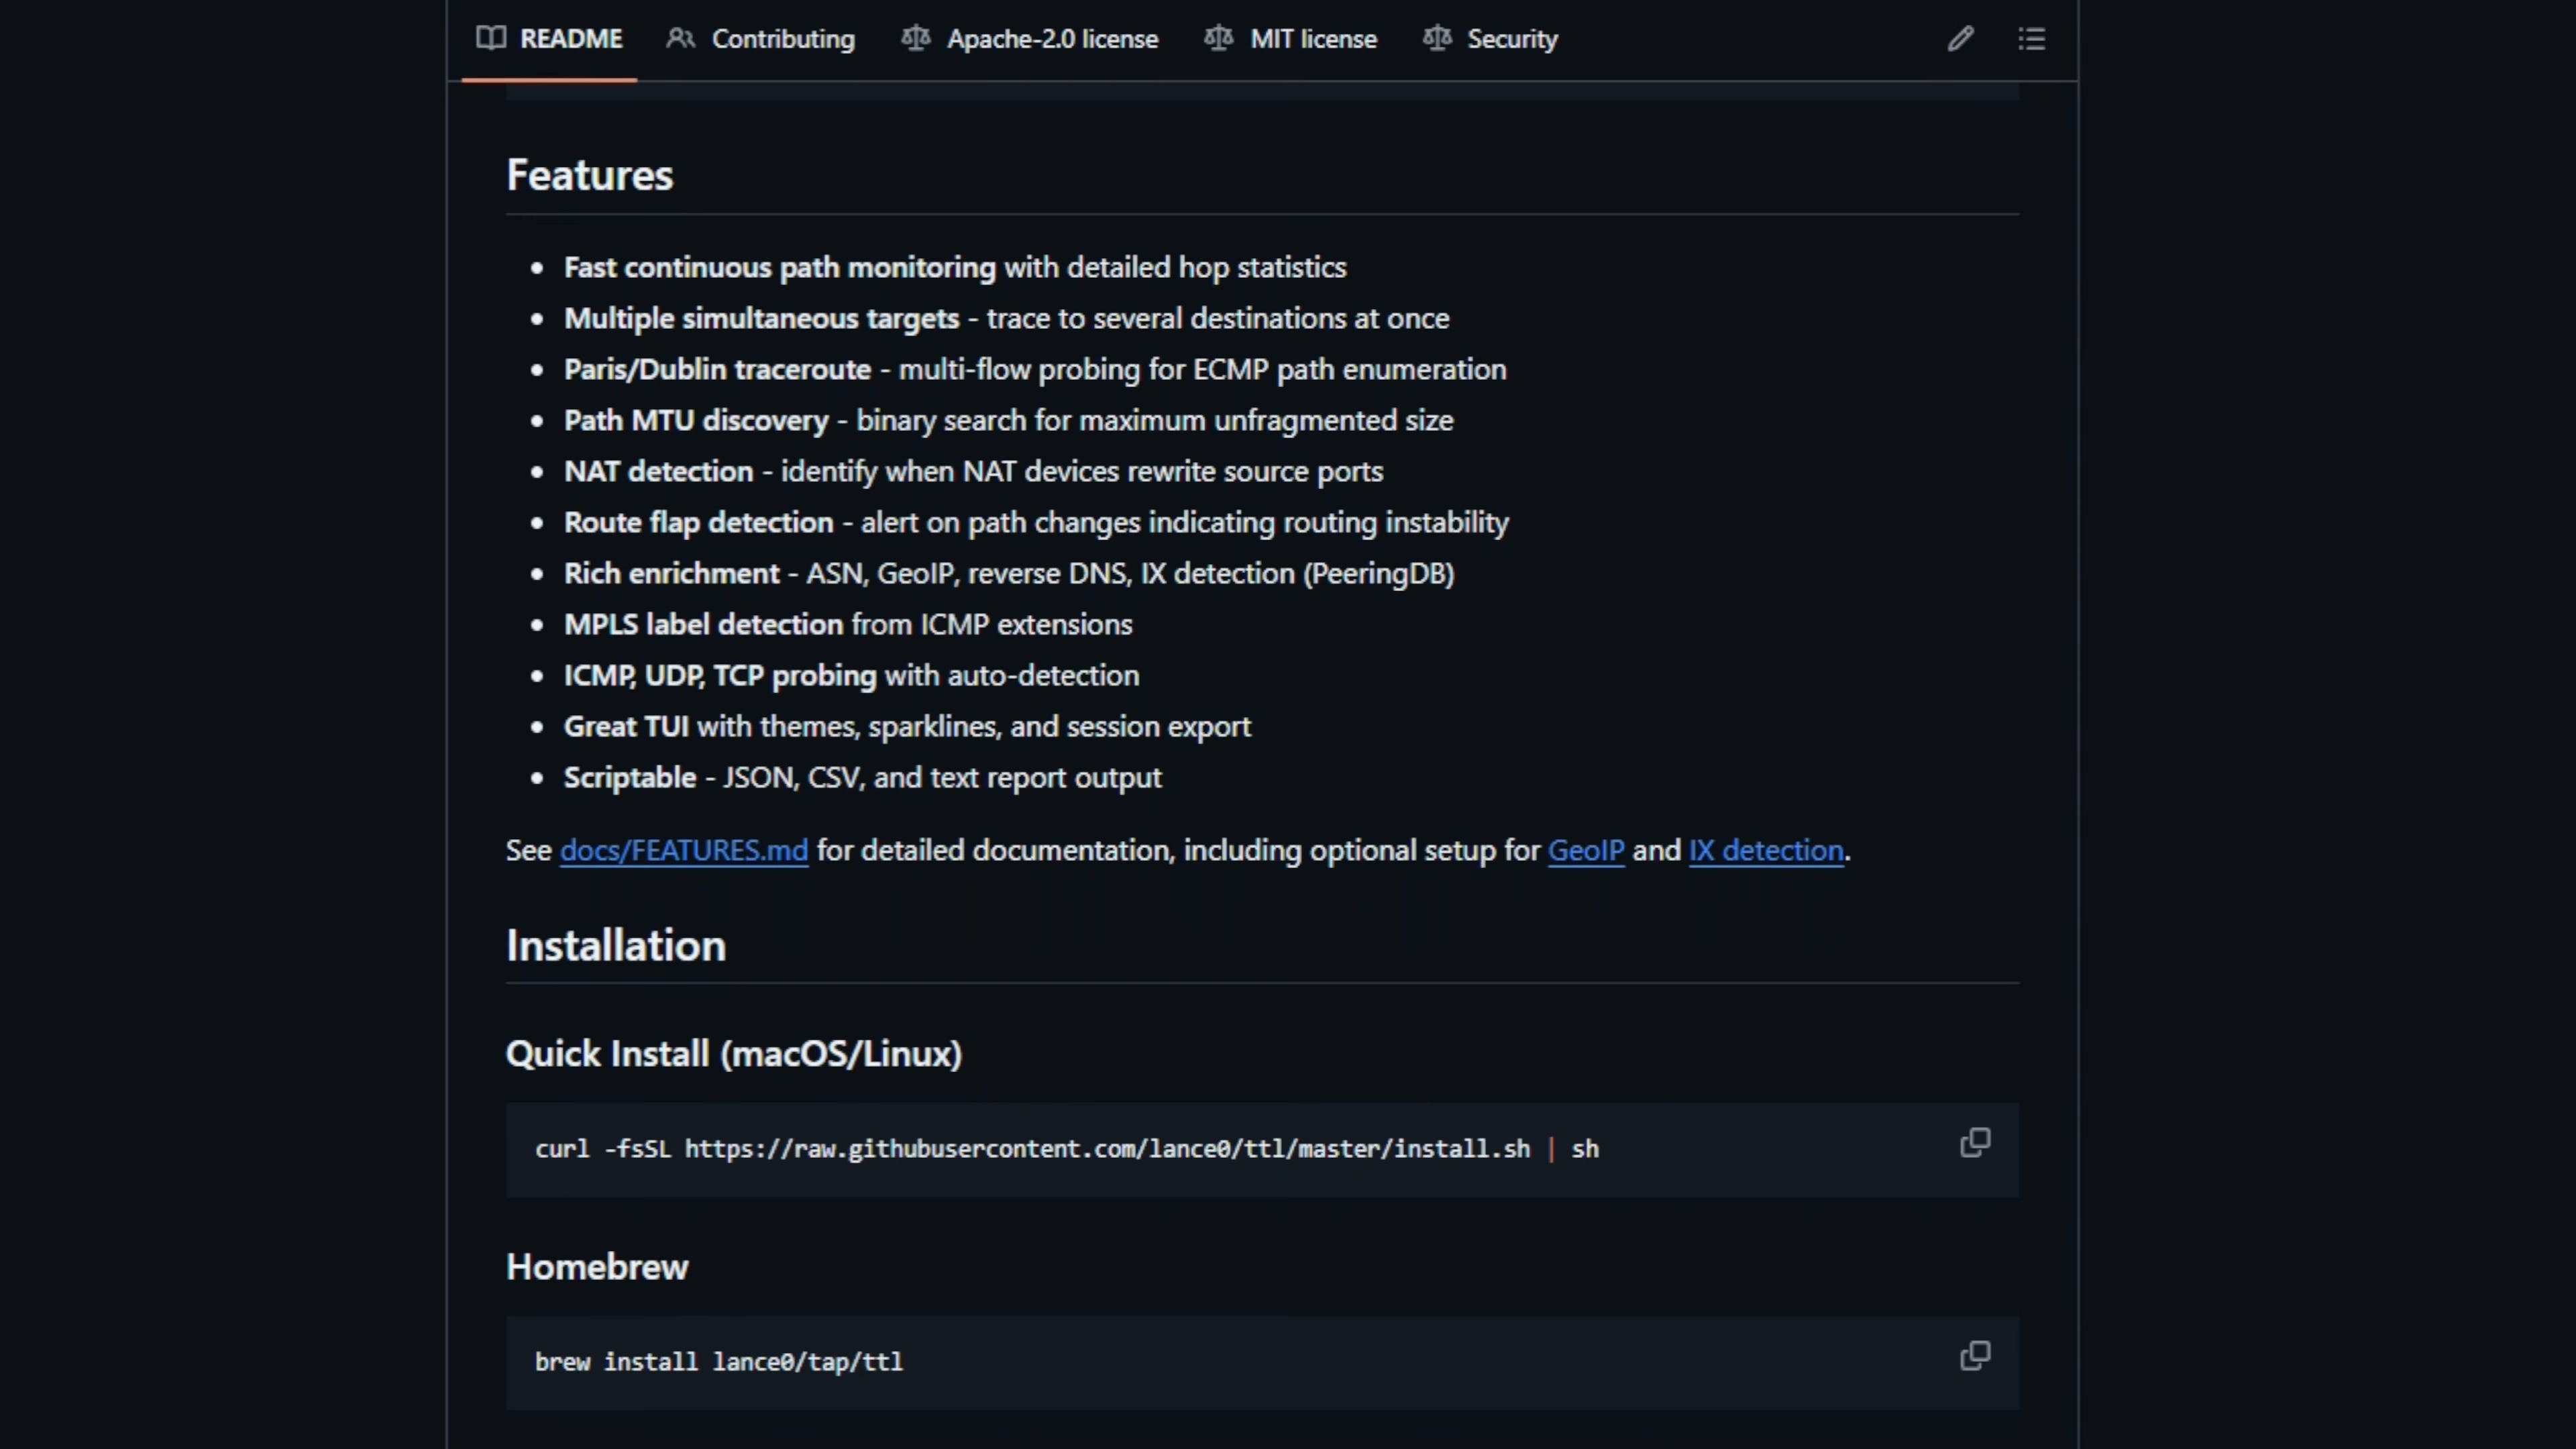 README Contributing Apache-2.0 license MIT license Security
Features
• Fast continuous path monitoring with detailed hop statistics
• Multiple simultaneous targets - trace to several destinations at once
• Paris/Dublin traceroute - multi-flow probing for ECMP path enumeration
• Path MTU discovery - binary search for maximum unfragmented size
• NAT detection - identify when NAT devices rewrite source ports
• Route flap detection - alert on path changes indicating routing instability
• Rich enrichment - ASN, GeoIP, reverse DNS, IX detection (PeeringDB)
• MPLS label detection from ICMP extensions
• ICMP, UDP, TCP probing with auto-detection
• Great TUI with themes, sparklines, and session export
• Scriptable - JSON, CSV, and text report output
See docs/FEATURES.md for detailed documentation, including optional setup for GeoIP and IX detection.
Installation
Quick Install (macOS/Linux)
curl -fsSL https://raw.githubusercontent.com/lance0/ttl/master/install.sh | sh
Homebrew
brew install lance0/tap/ttl